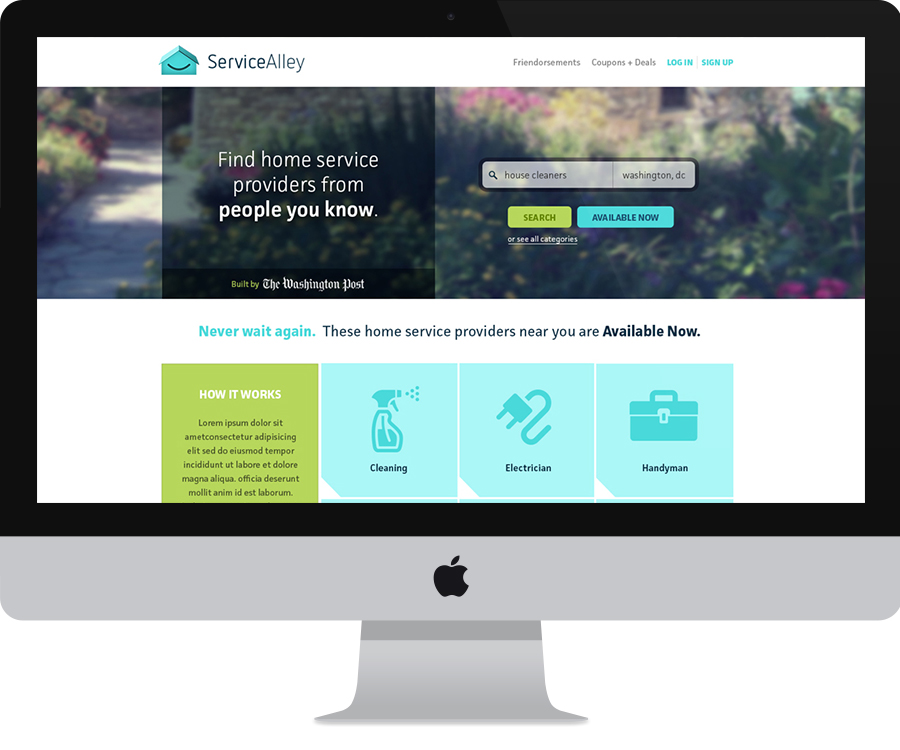 ServiceAlley
Friendorsements Coupons + Deals LOG IN SIGN UP
Find home service
providers from
people you know.
Built by The Washington Post
house cleaners washington, dc
SEARCH AVAILABLE NOW
or see all categories
Never wait again. These home service providers near you are Available Now.
HOW IT WORKS
Lorem ipsum dolor sit
ametconsectetur adipisicing
elit sed do eiusmod tempor
incididunt ut labore et dolore
magna aliqua. officia deserunt
mollit anim id est laborum.
Cleaning
Electrician
Handyman